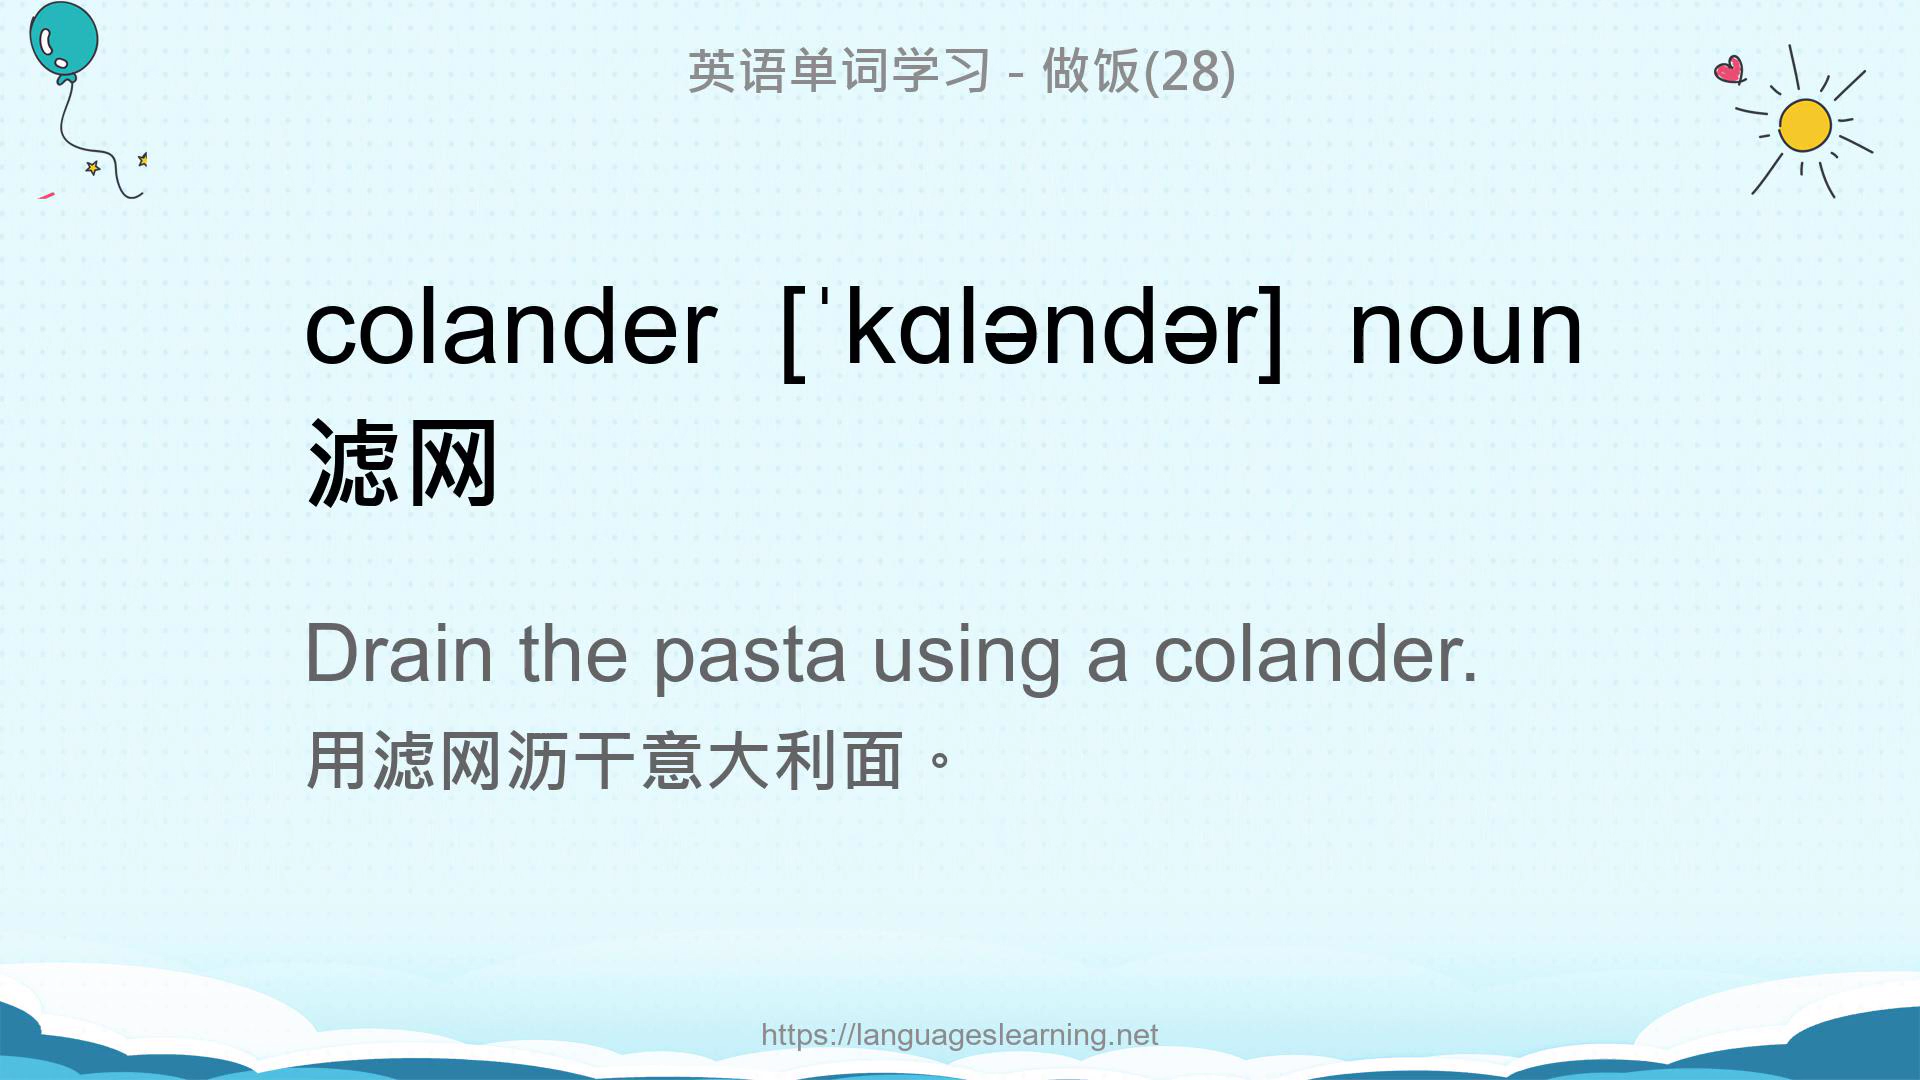 英语单词学习 - 做饭(28)
colander [ˈkɑləndər] noun
滤网
Drain the pasta using a colander.
用滤网沥干意大利面。
https://languageslearning.net